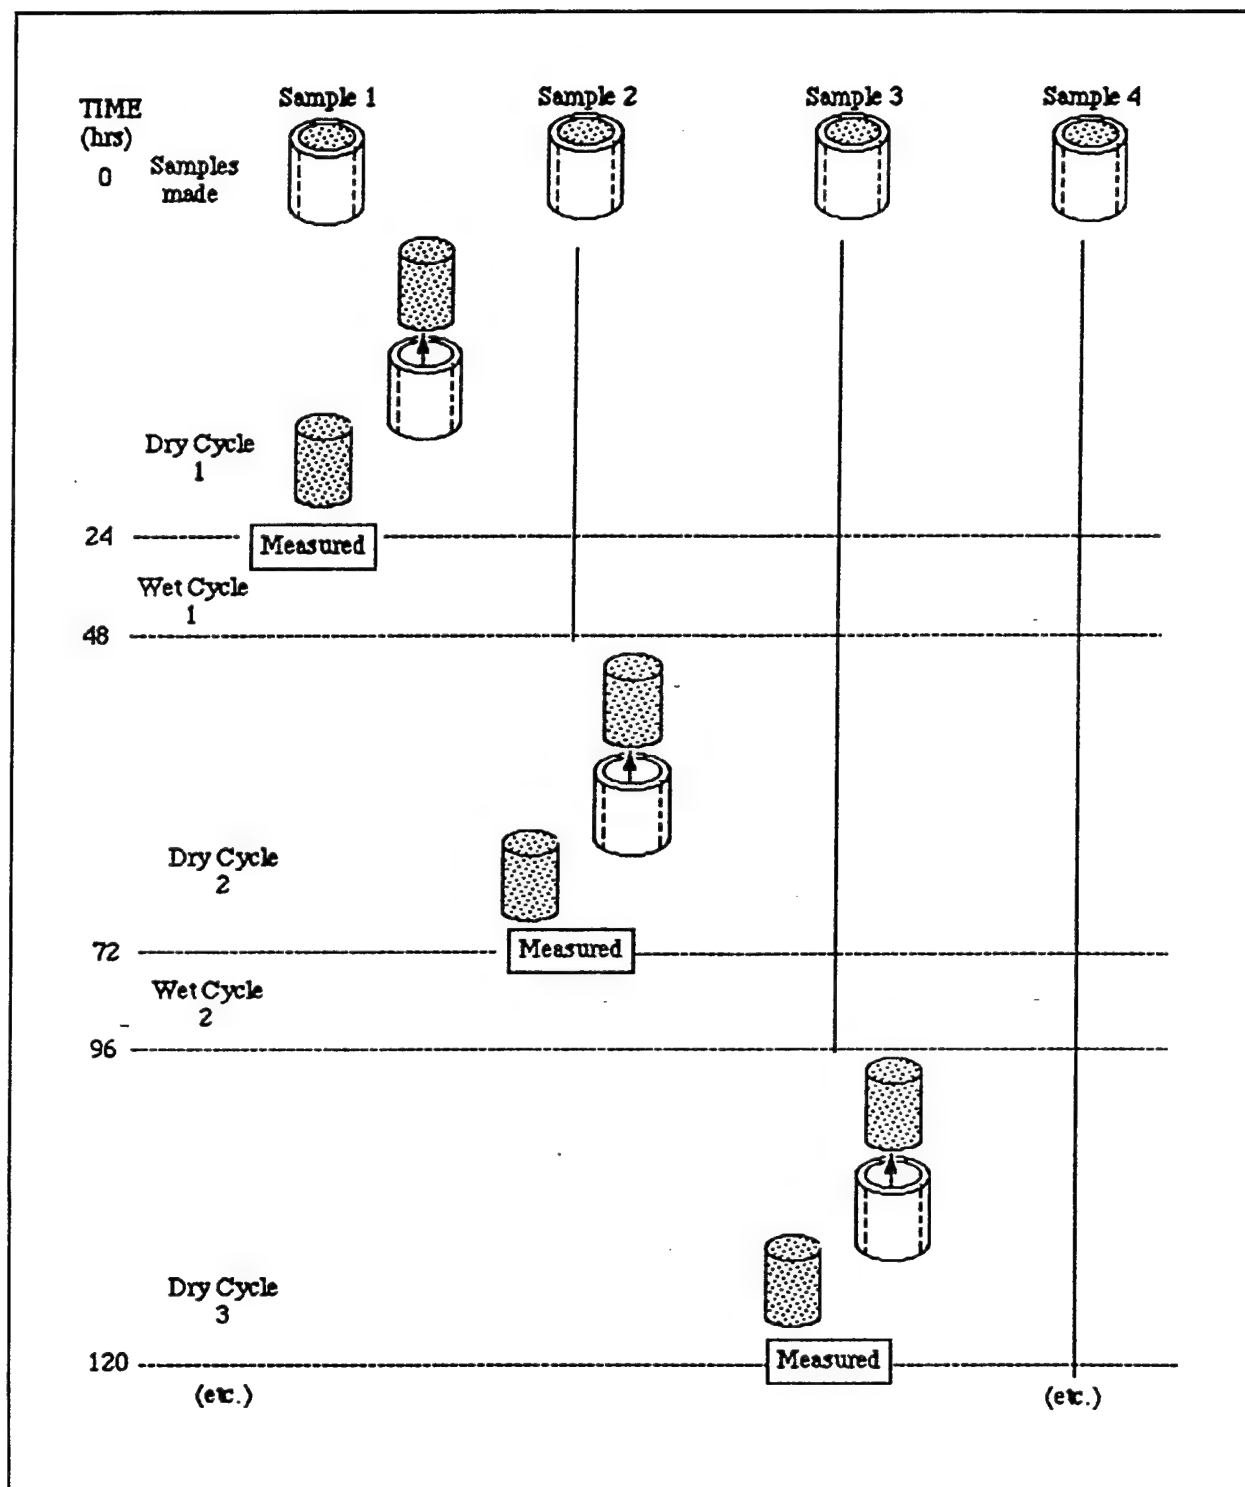 TIME
(hrs)
Sample 1
Sample 2
Sample 3
Sample 4
0
Samples
made
Dry Cycle
1
24
Measured
Wet Cycle
1
48
Dry Cycle
2
72
Measured
Wet Cycle
2
96
Dry Cycle
3
120
Measured
(etc.)
(etc.)